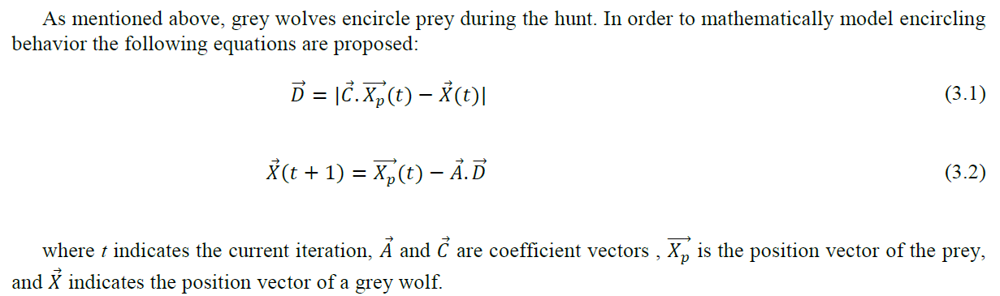 As mentioned above, grey wolves encircle prey during the hunt. In order to mathematically model encircling
behavior the following equations are proposed:
$\vec{D} = |\vec{C}.\overrightarrow{X_p}(t) - \vec{X}(t)|$ (3.1)
$\vec{X}(t + 1) = \overrightarrow{X_p}(t) - \vec{A}.\vec{D}$ (3.2)
where t indicates the current iteration, $\vec{A}$ and $\vec{C}$ are coefficient vectors , $\overrightarrow{X_p}$ is the position vector of the prey,
and $\vec{X}$ indicates the position vector of a grey wolf.